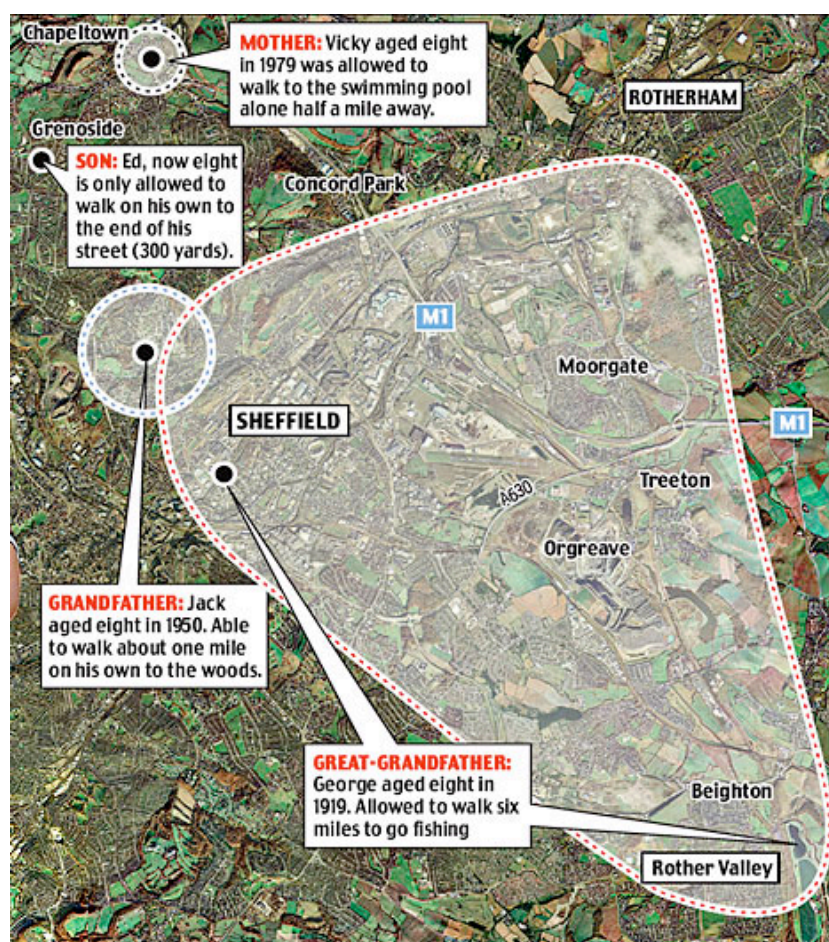 Chapeltown
MOTHER: Vicky aged eight
in 1979 was allowed to
walk to the swimming pool
alone half a mile away.
ROTHERHAM
Grenoside
SON: Ed, now eight
is only allowed to
walk on his own to
the end of his
street (300 yards).
Concord Park
M1
Moorgate
SHEFFIELD
M1
Treeton
A630
Orgreave
GRANDFATHER: Jack
aged eight in 1950. Able
to walk about one mile
on his own to the woods.
GREAT-GRANDFATHER:
George aged eight in
1919. Allowed to walk six
miles to go fishing
Beighton
Rother Valley